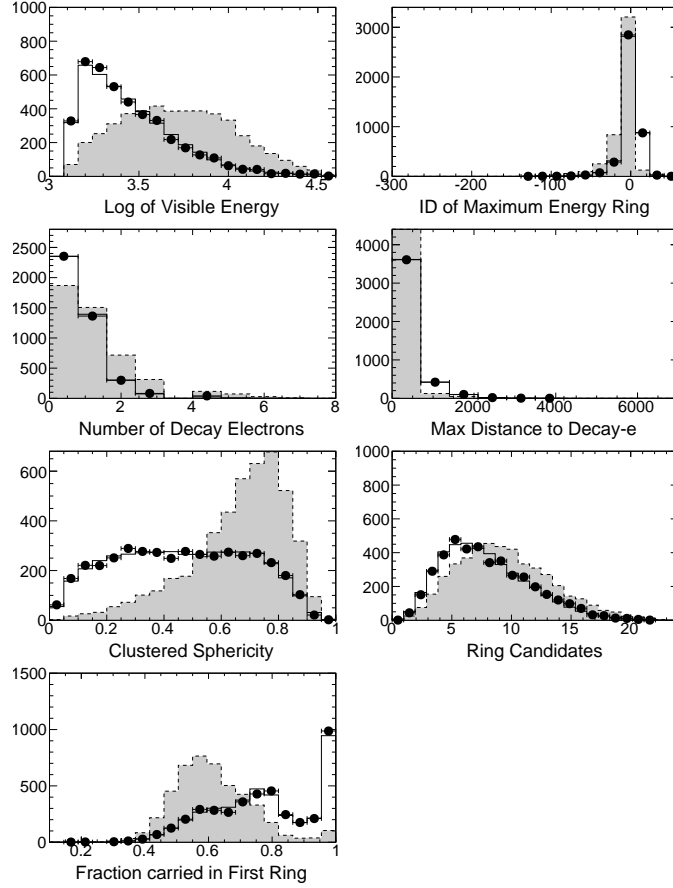 800
600
400
200
0
3 3.5 4 4.5
Log of Visible Energy
3000
2000
1000
0
-300 -200 -100 0
ID of Maximum Energy Ring
2500
2000
1500
1000
500
0
0 2 4 6 8
Number of Decay Electrons
4000
3000
2000
1000
0
0 2000 4000 6000
Max Distance to Decay-e
600
400
200
0
0 0.2 0.4 0.6 0.8 1
Clustered Sphericity
1000
800
600
400
200
0
0 5 10 15 20
Ring Candidates
1500
1000
500
0
0.2 0.4 0.6 0.8 1
Fraction carried in First Ring